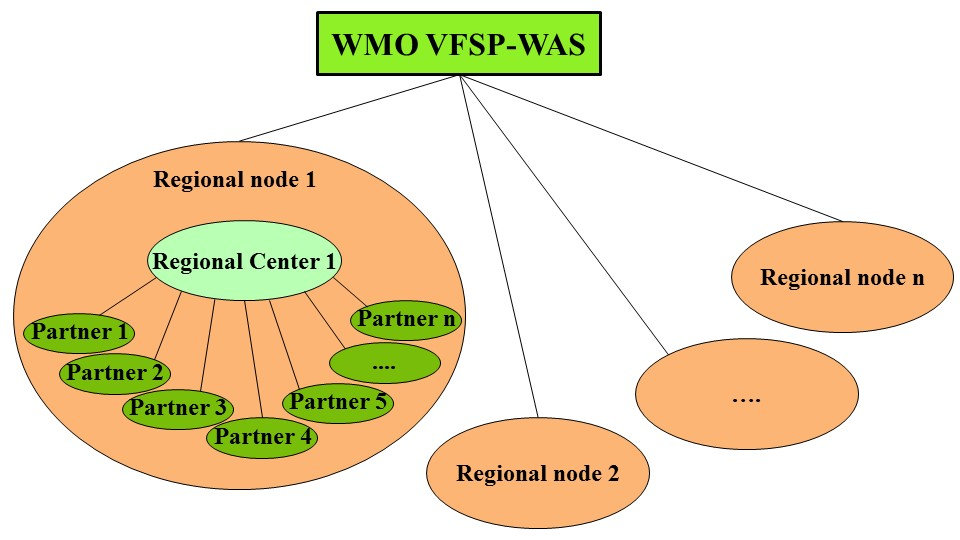 WMO VFSP-WAS
Regional node 1
Regional Center 1
Partner 1
Partner 2
Partner 3
Partner 4
Partner 5
....
Partner n
Regional node 2
....
Regional node n